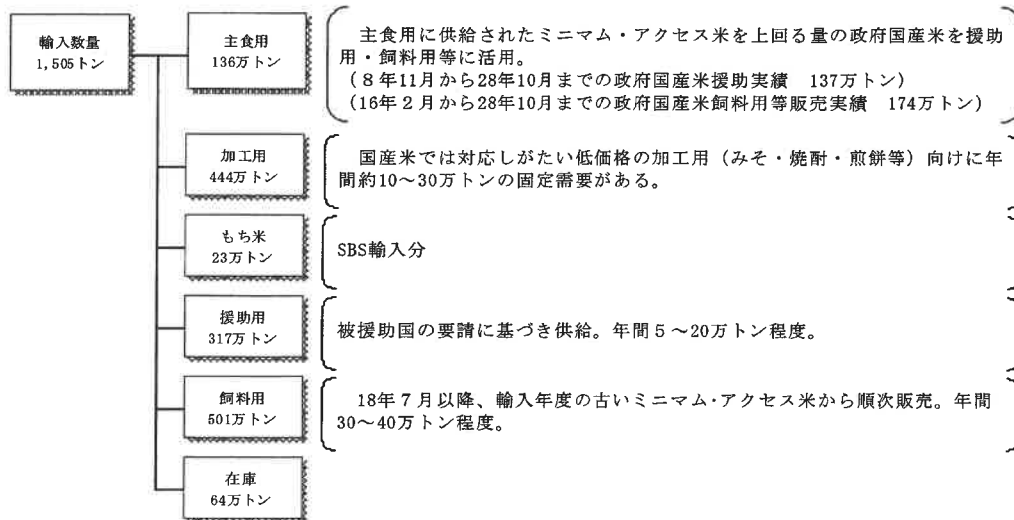 輸入数量
1,505トン
主食用
136万トン
主食用に供給されたミニマム・アクセス米を上回る量の政府国産米を援助
用・飼料用等に活用。
(8年11月から28年10月までの政府国産米援助実績 137万トン)
(16年2月から28年10月までの政府国産米飼料用等販売実績 174万トン)
加工用
444万トン
国産米では対応しがたい低価格の加工用(みそ・焼酎・煎餅等)向けに年
間約10~30万トンの固定需要がある。
もち米
23万トン
SBS輸入分
援助用
317万トン
被援助国の要請に基づき供給。年間5~20万トン程度。
飼料用
501万トン
18年7月以降、輸入年度の古いミニマム・アクセス米から順次販売。年間
30~40万トン程度。
在庫
64万トン